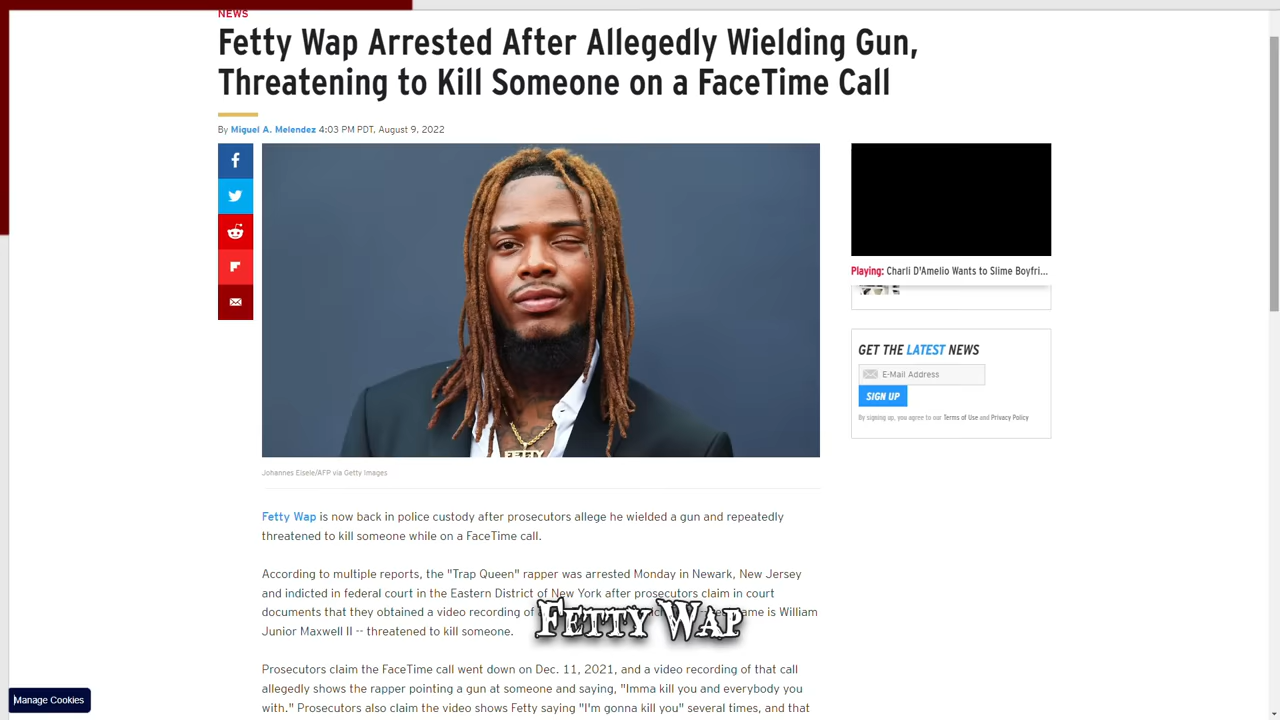 NEWS
Fetty Wap Arrested After Allegedly Wielding Gun,
Threatening to Kill Someone on a FaceTime Call
By Miguel A. Melendez 4:03 PM PDT, August 9, 2022
Playing: Charli D'Amelio Wants to Slime Boyfri...
GET THE LATEST NEWS
E-Mail Address
SIGN UP
By signing up, you agree to our Terms of Use and Privacy Policy
FETTY
Johannes Eisele/AFP via Getty Images
Fetty Wap is now back in police custody after prosecutors allege he wielded a gun and repeatedly
threatened to kill someone while on a FaceTime call.
According to multiple reports, the "Trap Queen" rapper was arrested Monday in Newark, New Jersey
and indicted in federal court in the Eastern District of New York after prosecutors claim in court
documents that they obtained a video recording of is William
Junior Maxwell II -- threatened to kill someone.
Fetty Wap
Prosecutors claim the FaceTime call went down on Dec. 11, 2021, and a video recording of that call
allegedly shows the rapper pointing a gun at someone and saying, "Imma kill you and everybody you
with." Prosecutors also claim the video shows Fetty saying "I'm gonna kill you" several times, and that
Manage Cookies